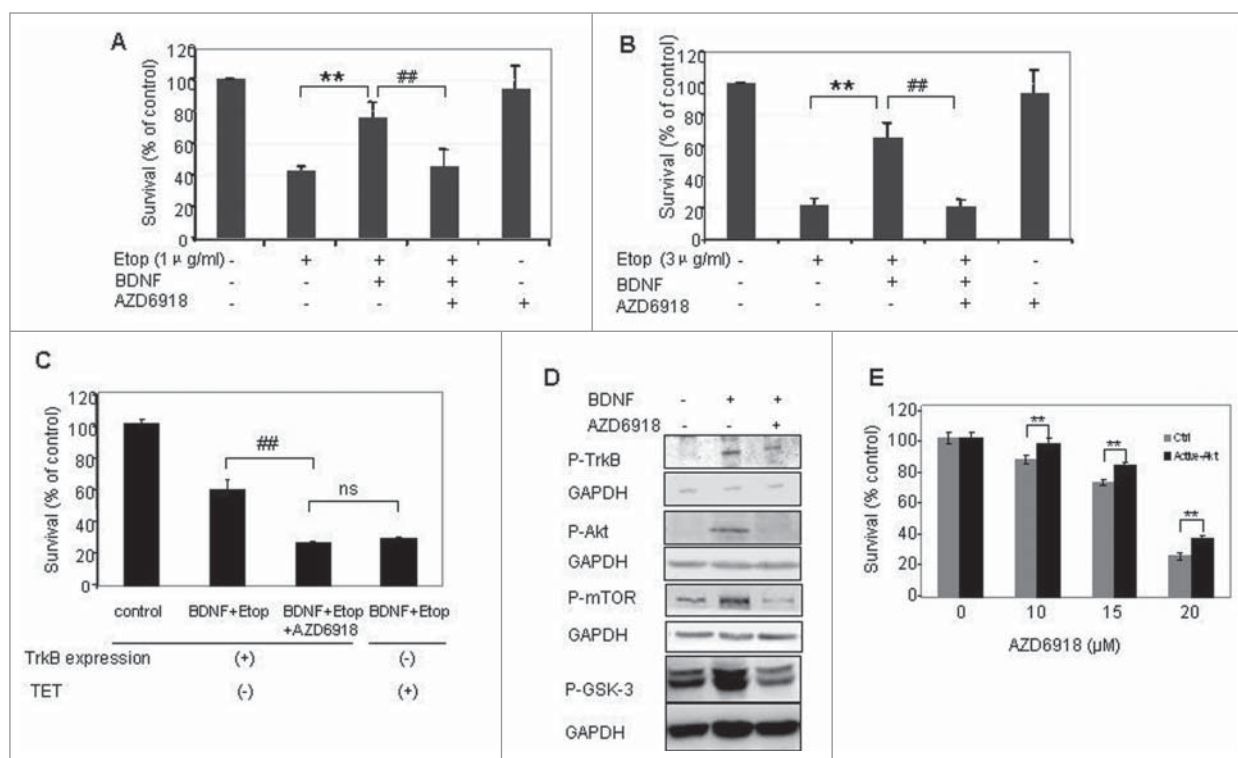 A
120
100
80
60
40
20
0
Survival (% of control)
** ##
Etop (1 μ g/ml) - + + + -
BDNF - - + + -
AZD6918 - - - + +
B
120
100
80
60
40
20
0
Survival (% of control)
** ##
Etop (3 μ g/ml) - + + + -
BDNF - - + + -
AZD6918 - - - + +
C
120
100
80
60
40
20
0
Survival (% of control)
##
ns
control BDNF+Etop BDNF+Etop +AZD6918 BDNF+Etop
TrkB expression (+) (-)
TET (-) (+)
D
BDNF - + +
AZD6918 - - +
P-TrkB
GAPDH
P-Akt
GAPDH
P-mTOR
GAPDH
P-GSK-3
GAPDH
E
120
100
80
60
40
20
0
Survival (% control)
** ** **
Ctrl
Active-Akt
0 10 15 20
AZD6918 (μM)